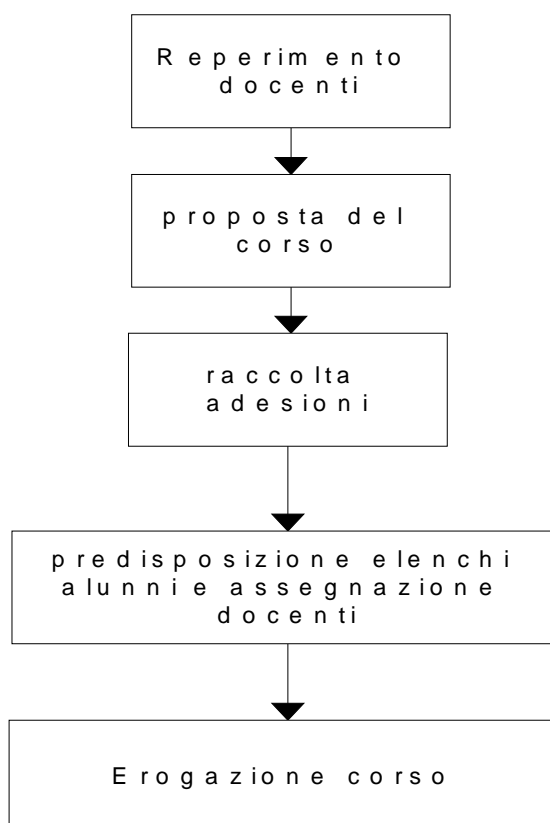 Reperimento
docenti
proposta del
corso
raccolta
adesioni
predisposizione elenchi
alunni e assegnazione
docenti
Erogazione corso